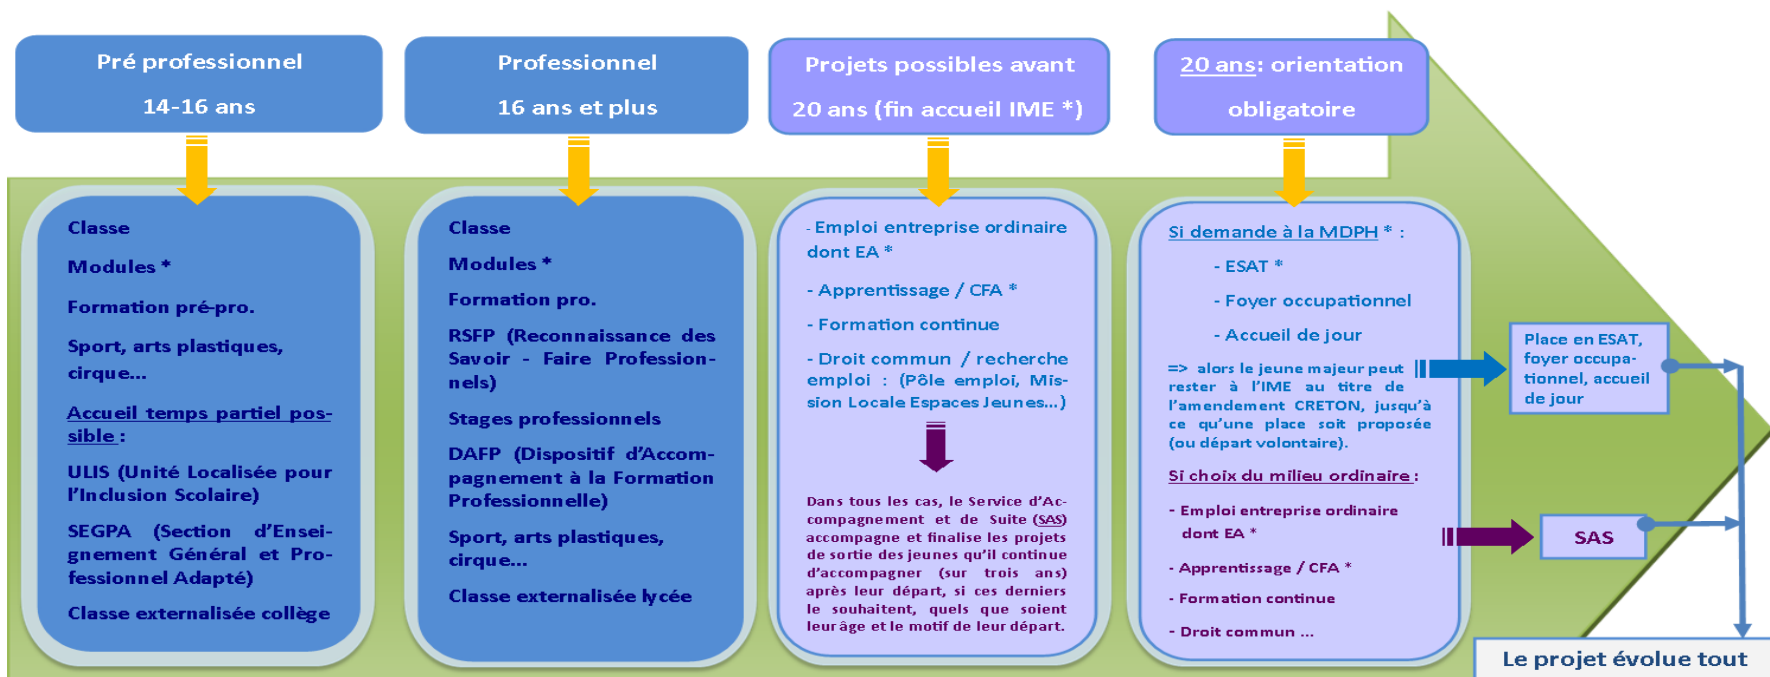 Pré professionnel
14-16 ans
Classe
Modules *
Formation pré-pro.
Sport, arts plastiques,
cirque...
Accueil temps partiel pos-
sible :
ULIS (Unité Localisée pour
l'Inclusion Scolaire)
SEGPA (Section d'Ensei-
gnement Général et Pro-
fessionnel Adapté)
Classe externalisée collège
Professionnel
16 ans et plus
Classe
Modules *
Formation pro.
RSFP (Reconnaissance des
Savoir - Faire Profession-
nels)
Stages professionnels
DAFP (Dispositif d'Accom-
pagnement à la Formation
Professionnelle)
Sport, arts plastiques,
cirque...
Classe externalisée lycée
Projets possibles avant
20 ans (fin accueil IME *)
- Emploi entreprise ordinaire
dont EA *
- Apprentissage / CFA *
- Formation continue
- Droit commun / recherche
emploi : (Pôle emploi, Mis-
sion Locale Espaces Jeunes...)
Dans tous les cas, le Service d'Ac-
compagnement et de Suite (SAS)
accompagne et finalise les projets
de sortie des jeunes qu'il continue
d'accompagner (sur trois ans)
après leur départ, si ces derniers
le souhaitent, quels que soient
leur âge et le motif de leur départ.
20 ans: orientation
obligatoire
Si demande à la MDPH * :
- ESAT *
- Foyer occupationnel
- Accueil de jour
=> alors le jeune majeur peut
rester à l'IME au titre de
l'amendement CRETON, jusqu'à
ce qu'une place soit proposée
(ou départ volontaire).
Si choix du milieu ordinaire :
- Emploi entreprise ordinaire
dont EA *
- Apprentissage / CFA *
- Formation continue
- Droit commun ...
Place en ESAT,
foyer occupa-
tionnel, accueil
de jour
SAS
Le projet évolue tout